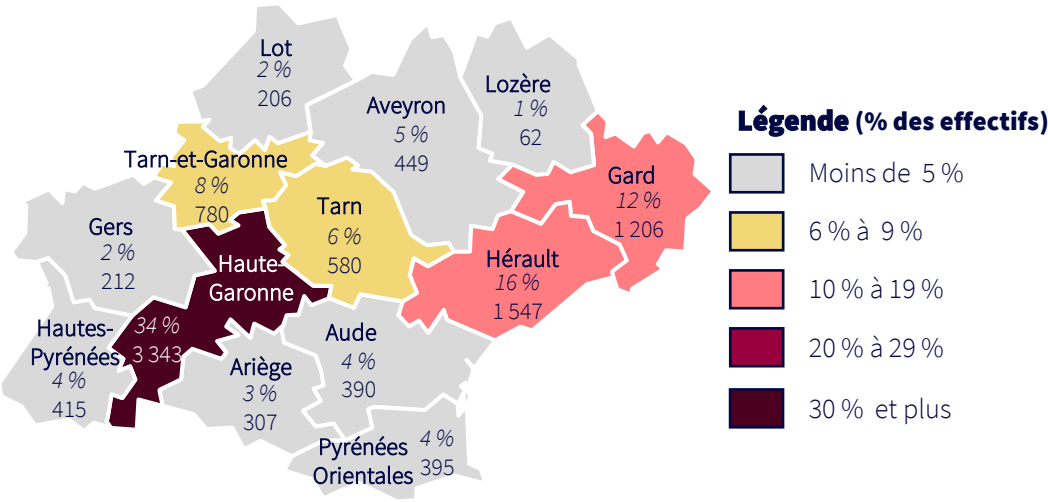 Lot
2 %
206
Aveyron
5 %
449
Lozère
1 %
62
Tarn-et-Garonne
8 %
780
Gard
12 %
1 206
Tarn
6 %
580
Gers
2 %
212
Haute-
Garonne
34 %
3 343
Hérault
16 %
1 547
Hautes-
Pyrénées
4 %
415
Ariège
3 %
307
Aude
4 %
390
Pyrénées
Orientales
4 %
395
Légende (% des effectifs)
Moins de 5 %
6 % à 9 %
10 % à 19 %
20 % à 29 %
30 % et plus